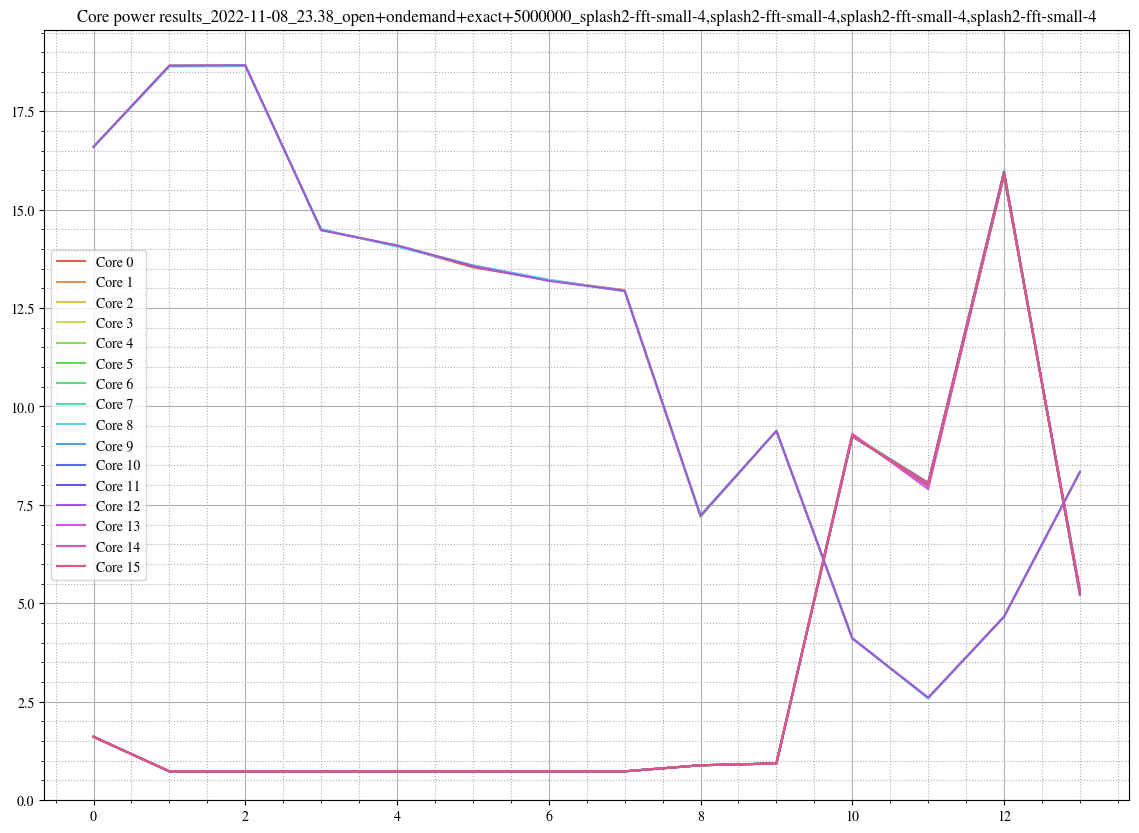 Core power results_2022-11-08_23.38_open+ondemand+exact+5000000_splash2-fft-small-4,splash2-fft-small-4,splash2-fft-small-4,splash2-fft-small-4
17.5
15.0
12.5
10.0
7.5
5.0
2.5
0.0
Core 0
Core 1
Core 2
Core 3
Core 4
Core 5
Core 6
Core 7
Core 8
Core 9
Core 10
Core 11
Core 12
Core 13
Core 14
Core 15
0 2 4 6 8 10 12